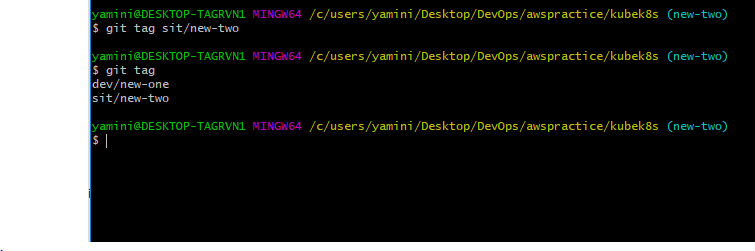 yamini@DESKTOP-TAGRVN1 MINGW64 /c/users/yamini/Desktop/DevOps/awspractice/kubek8s (new-two)
$ git tag sit/new-two
yamini@DESKTOP-TAGRVN1 MINGW64 /c/users/yamini/Desktop/DevOps/awspractice/kubek8s (new-two)
$ git tag
dev/new-one
sit/new-two
yamini@DESKTOP-TAGRVN1 MINGW64 /c/users/yamini/Desktop/DevOps/awspractice/kubek8s (new-two)
$